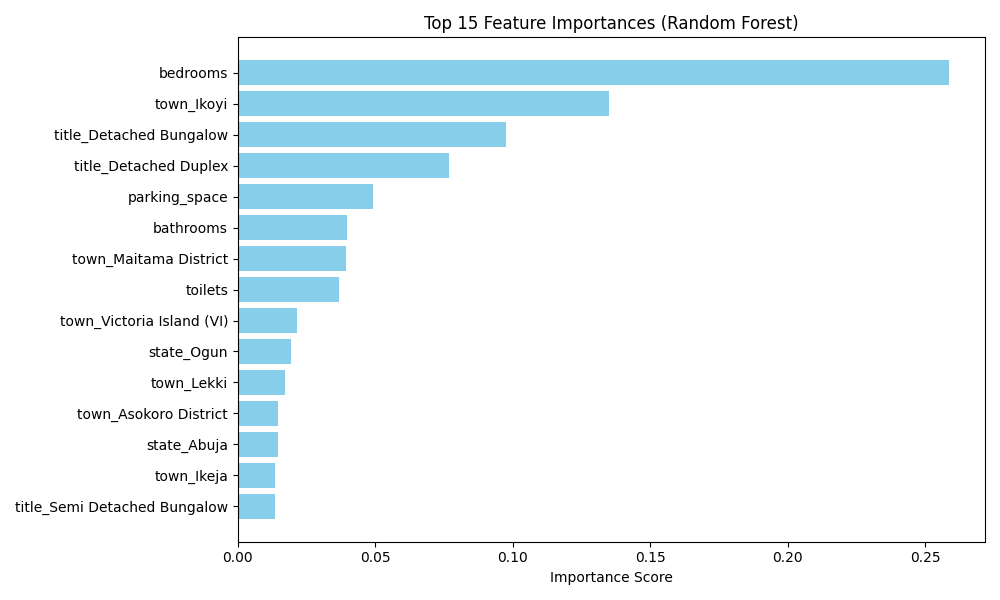 Top 15 Feature Importances (Random Forest)
bedrooms
town_Ikoyi
title_Detached Bungalow
title_Detached Duplex
parking_space
bathrooms
town_Maitama District
toilets
town_Victoria Island (VI)
state_Ogun
town_Lekki
town_Asokoro District
state_Abuja
town_Ikeja
title_Semi Detached Bungalow
0.00 0.05 0.10 0.15 0.20 0.25
Importance Score